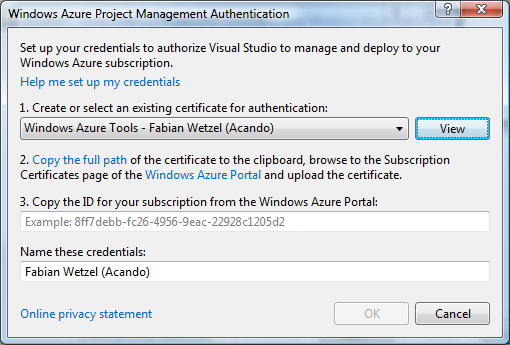 Windows Azure Project Management Authentication
Set up your credentials to authorize Visual Studio to manage and deploy to your
Windows Azure subscription.
Help me set up my credentials
1. Create or select an existing certificate for authentication:
Windows Azure Tools - Fabian Wetzel (Acando)
View
2. Copy the full path of the certificate to the clipboard, browse to the Subscription
Certificates page of the Windows Azure Portal and upload the certificate.
3. Copy the ID for your subscription from the Windows Azure Portal:
Example: 8ff7debb-fc26-4956-9eac-22928c1205d2
Name these credentials:
Fabian Wetzel (Acando)
Online privacy statement
OK
Cancel